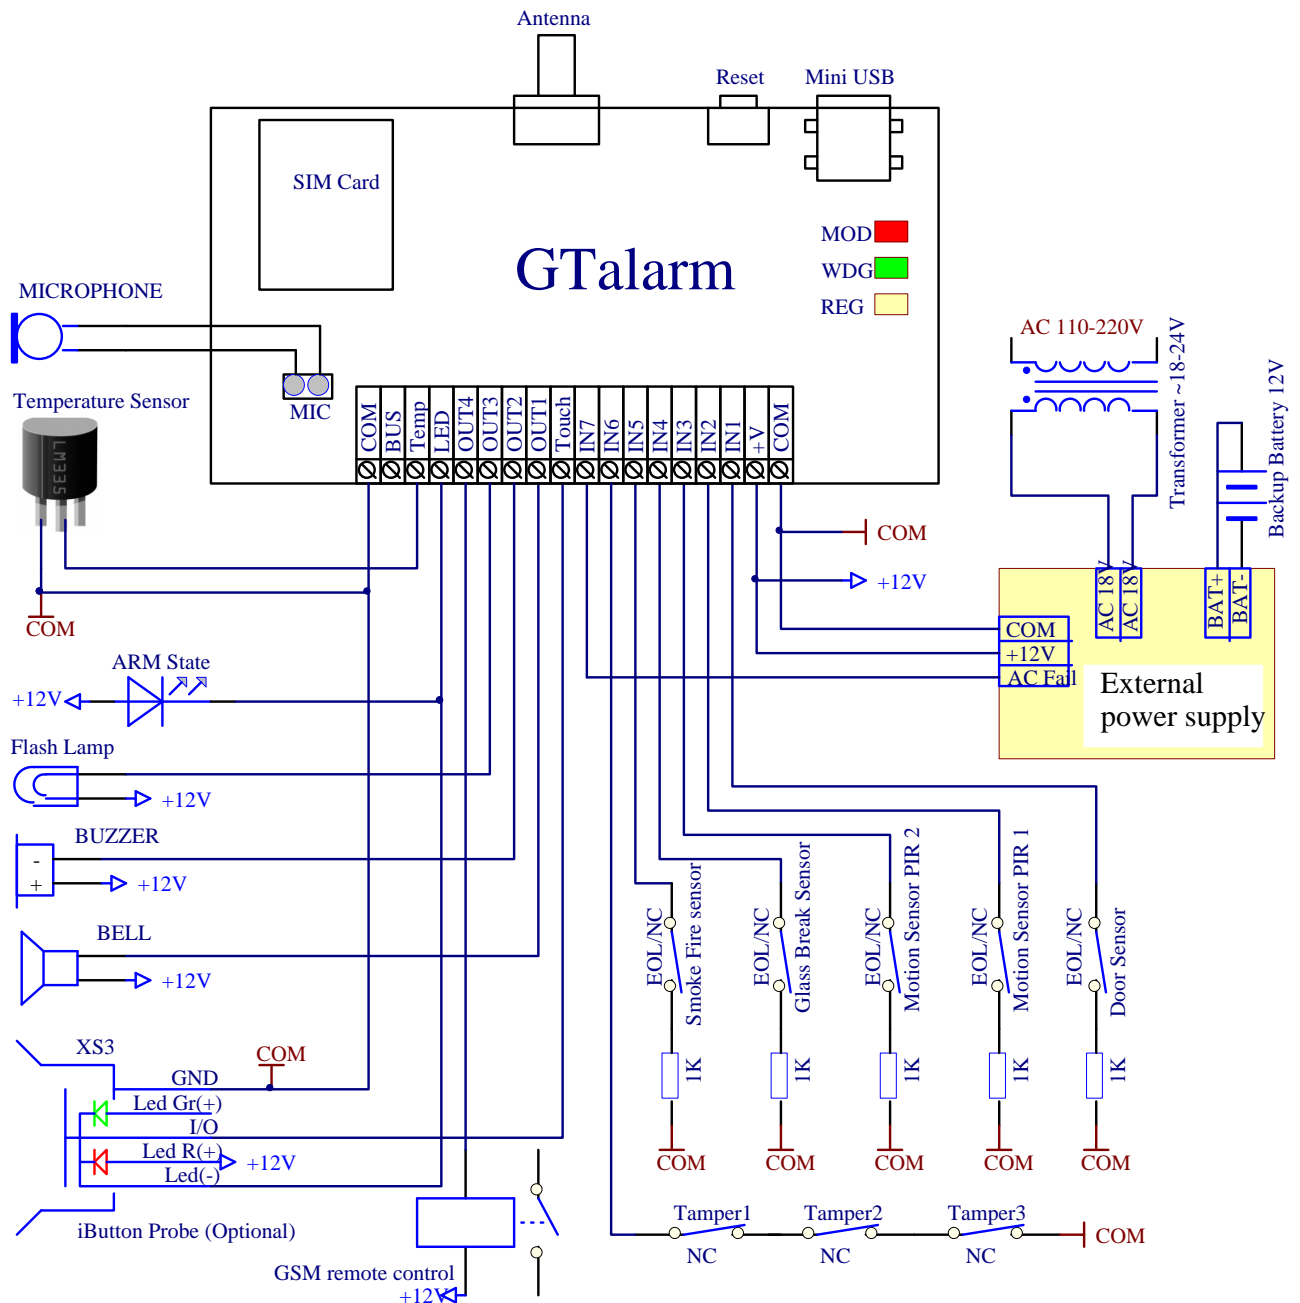 Antenna
Reset
Mini USB
SIM Card
MOD
WDG
REG
GTalarm
MICROPHONE
MIC
Temperature Sensor
LM335
COM
BUS
Temp
LED
OUT4
OUT3
OUT2
OUT1
Touch
IN7
IN6
IN5
IN4
IN3
IN2
IN1
+V
COM
AC 110-220V
Transformer ~18-24V
Backup Battery 12V
COM
+12V
COM
AC 18V
AC 18V
BAT+
BAT-
COM
+12V
AC Fail
External
power supply
ARM State
+12V
Flash Lamp
+12V
BUZZER
-
+
+12V
BELL
+12V
EOL/NC
Smoke Fire sensor
1K
COM
EOL/NC
Glass Break Sensor
1K
COM
EOL/NC
Motion Sensor PIR 2
1K
COM
EOL/NC
Motion Sensor PIR 1
1K
COM
EOL/NC
Door Sensor
1K
COM
XS3
COM
GND
Led Gr(+)
I/O
Led R(+)
+12V
Led(-)
iButton Probe (Optional)
GSM remote control
+12V
Tamper1
NC
Tamper2
NC
Tamper3
NC
COM